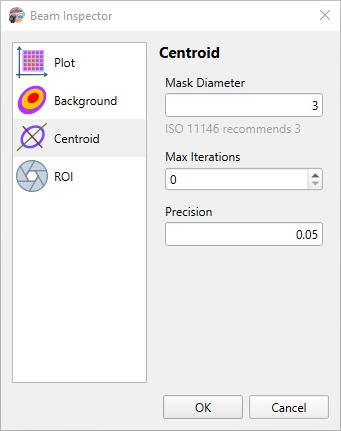 Beam Inspector
Plot
Background
Centroid
ROI
Centroid
Mask Diameter
3
ISO 11146 recommends 3
Max Iterations
0
Precision
0.05
OK
Cancel